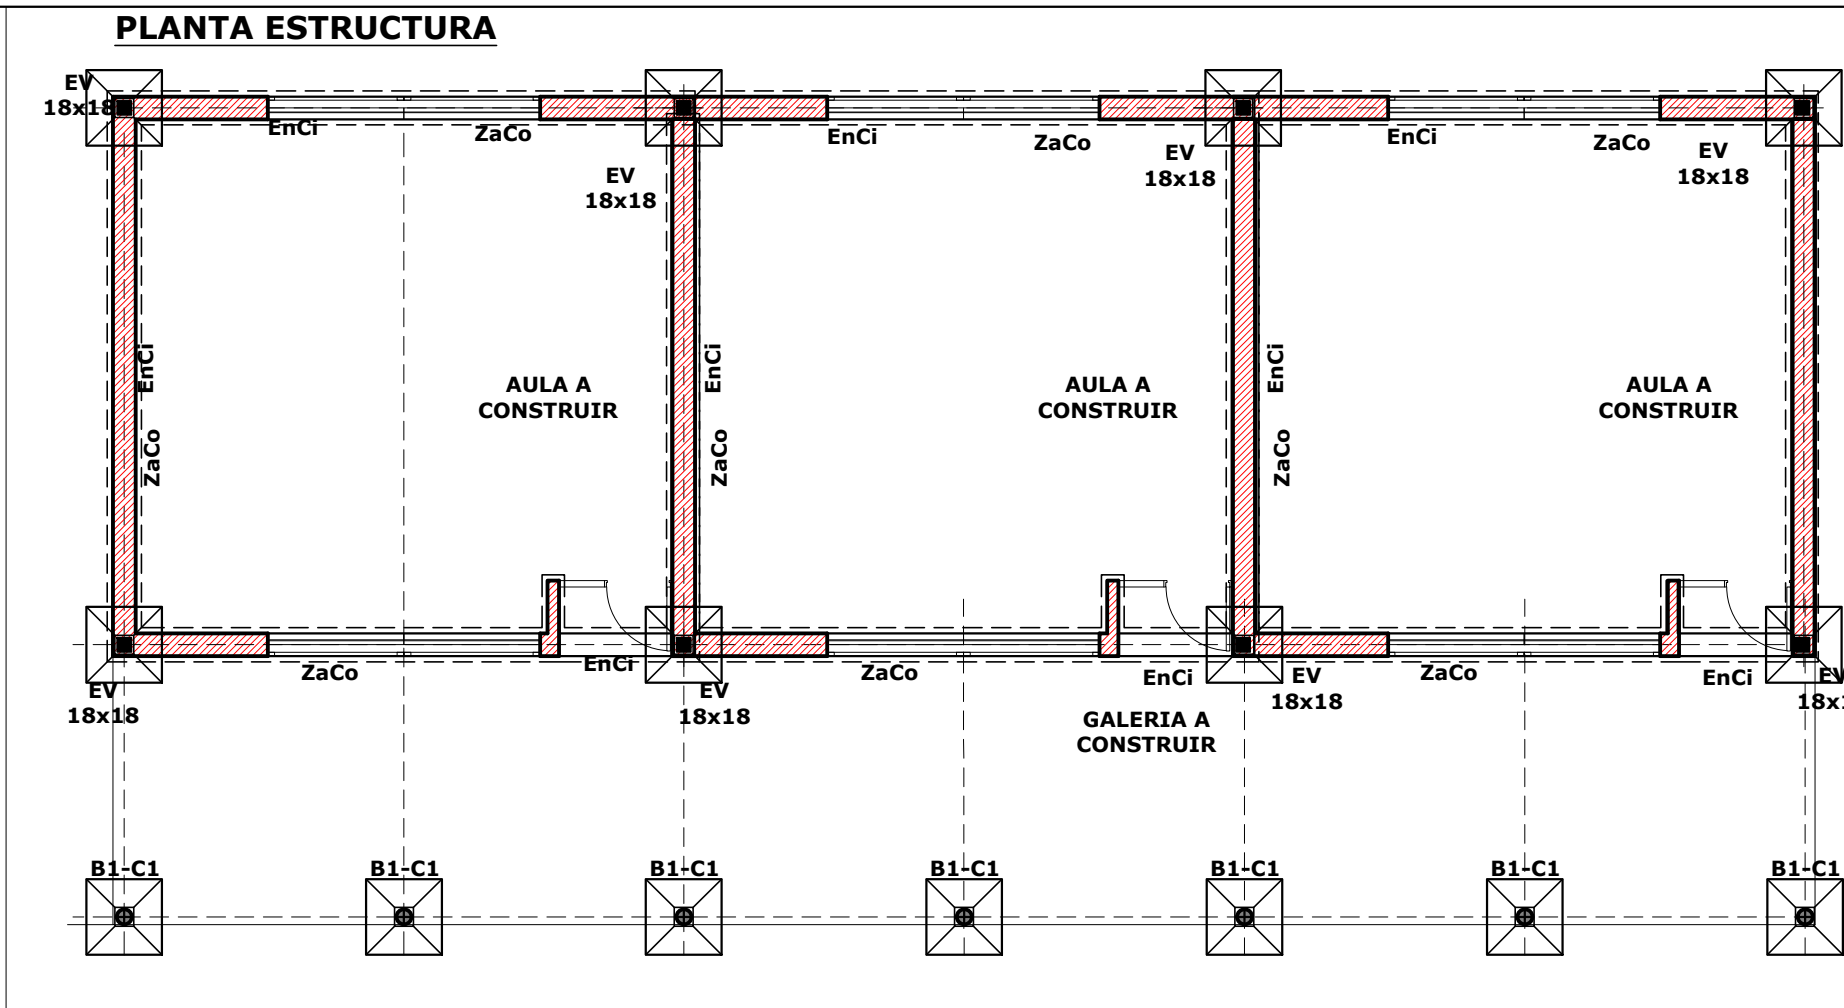 PLANTA ESTRUCTURA
EV
18x18
EnCi
ZaCo
EnCi
ZaCo
EnCi
ZaCo
EV
18x18
EV
18x18
EV
18x18
EnCi
ZaCo
EnCi
ZaCo
EnCi
ZaCo
AULA A
CONSTRUIR
AULA A
CONSTRUIR
AULA A
CONSTRUIR
ZaCo
EnCi
ZaCo
EnCi
ZaCo
EnCi
EV
18x18
EV
18x18
EV
18x18
EV
GALERIA A
CONSTRUIR
B1-C1
B1-C1
B1-C1
B1-C1
B1-C1
B1-C1
B1-C1